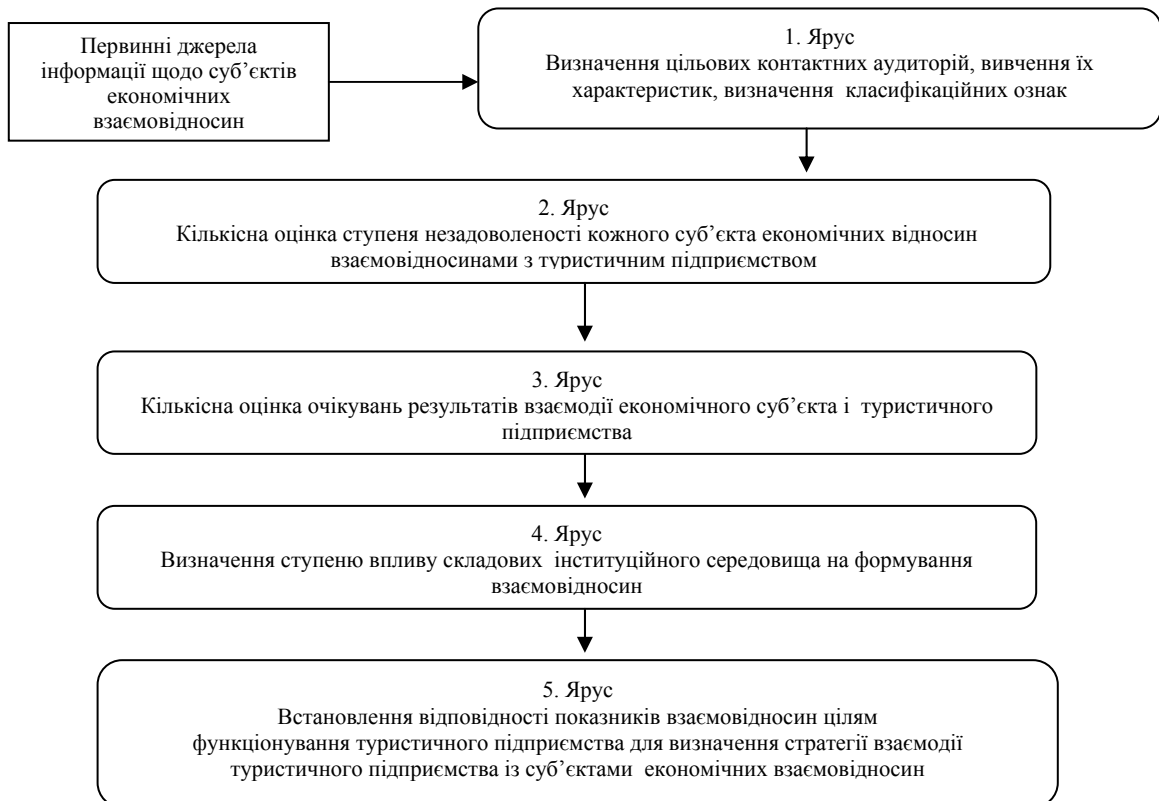 Первинні джерела
інформації щодо суб’єктів
економічних
взаємовідносин
1. Ярус
Визначення цільових контактних аудиторій, вивчення їх
характеристик, визначення класифікаційних ознак
2. Ярус
Кількісна оцінка ступеня незадоволеності кожного суб’єкта економічних відносин
взаємовідносинами з туристичним підприємством
3. Ярус
Кількісна оцінка очікувань результатів взаємодії економічного суб’єкта і туристичного
підприємства
4. Ярус
Визначення ступеню впливу складових інституційного середовища на формування
взаємовідносин
5. Ярус
Встановлення відповідності показників взаємовідносин цілям
функціонування туристичного підприємства для визначення стратегії взаємодії
туристичного підприємства із суб’єктами економічних взаємовідносин